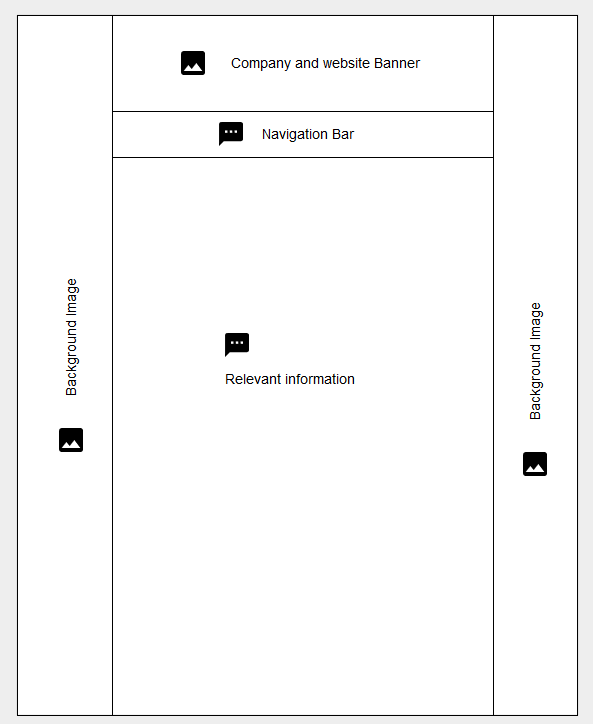 Company and website Banner
Navigation Bar
Background Image
Relevant information
Background Image